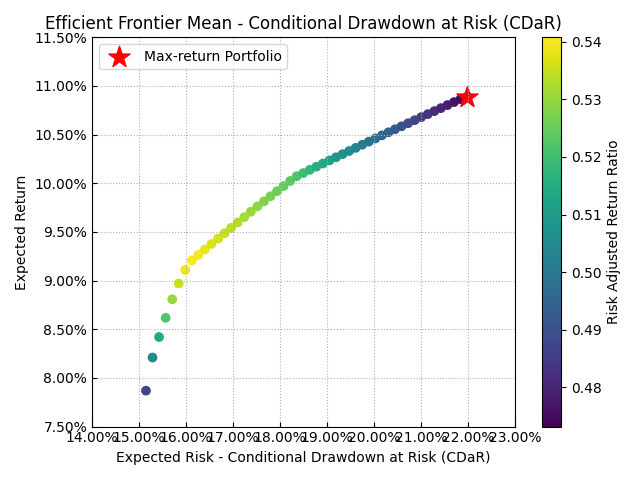 Efficient Frontier Mean - Conditional Drawdown at Risk (CDaR)
Max-return Portfolio
Expected Return
11.50%
11.00%
10.50%
10.00%
9.50%
9.00%
8.50%
8.00%
7.50%
14.00% 15.00% 16.00% 17.00% 18.00% 19.00% 20.00% 21.00% 22.00% 23.00%
Expected Risk - Conditional Drawdown at Risk (CDaR)
0.54
0.53
0.52
0.51
0.50
0.49
0.48
Risk Adjusted Return Ratio